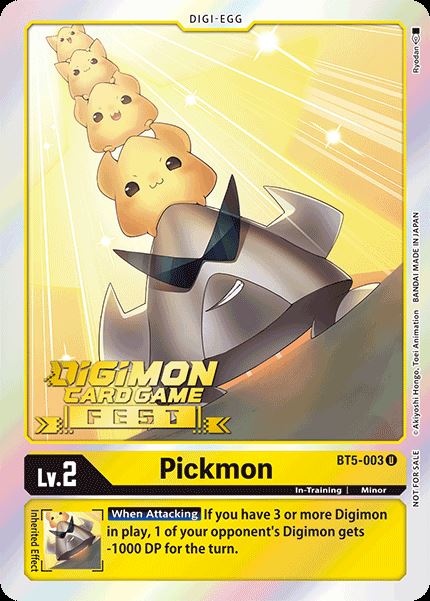 DIGI-EGG
Ryodan
©Akiyoshi Hongo, Toei Animation BANDAI MADE IN JAPAN
NOT FOR SALE
DIGIMON
CARD GAME
FEST
Lv.2
Pickmon
BT5-003 U
In-Training | Minor
Inherited Effect
When Attacking If you have 3 or more Digimon
in play, 1 of your opponent's Digimon gets
-1000 DP for the turn.